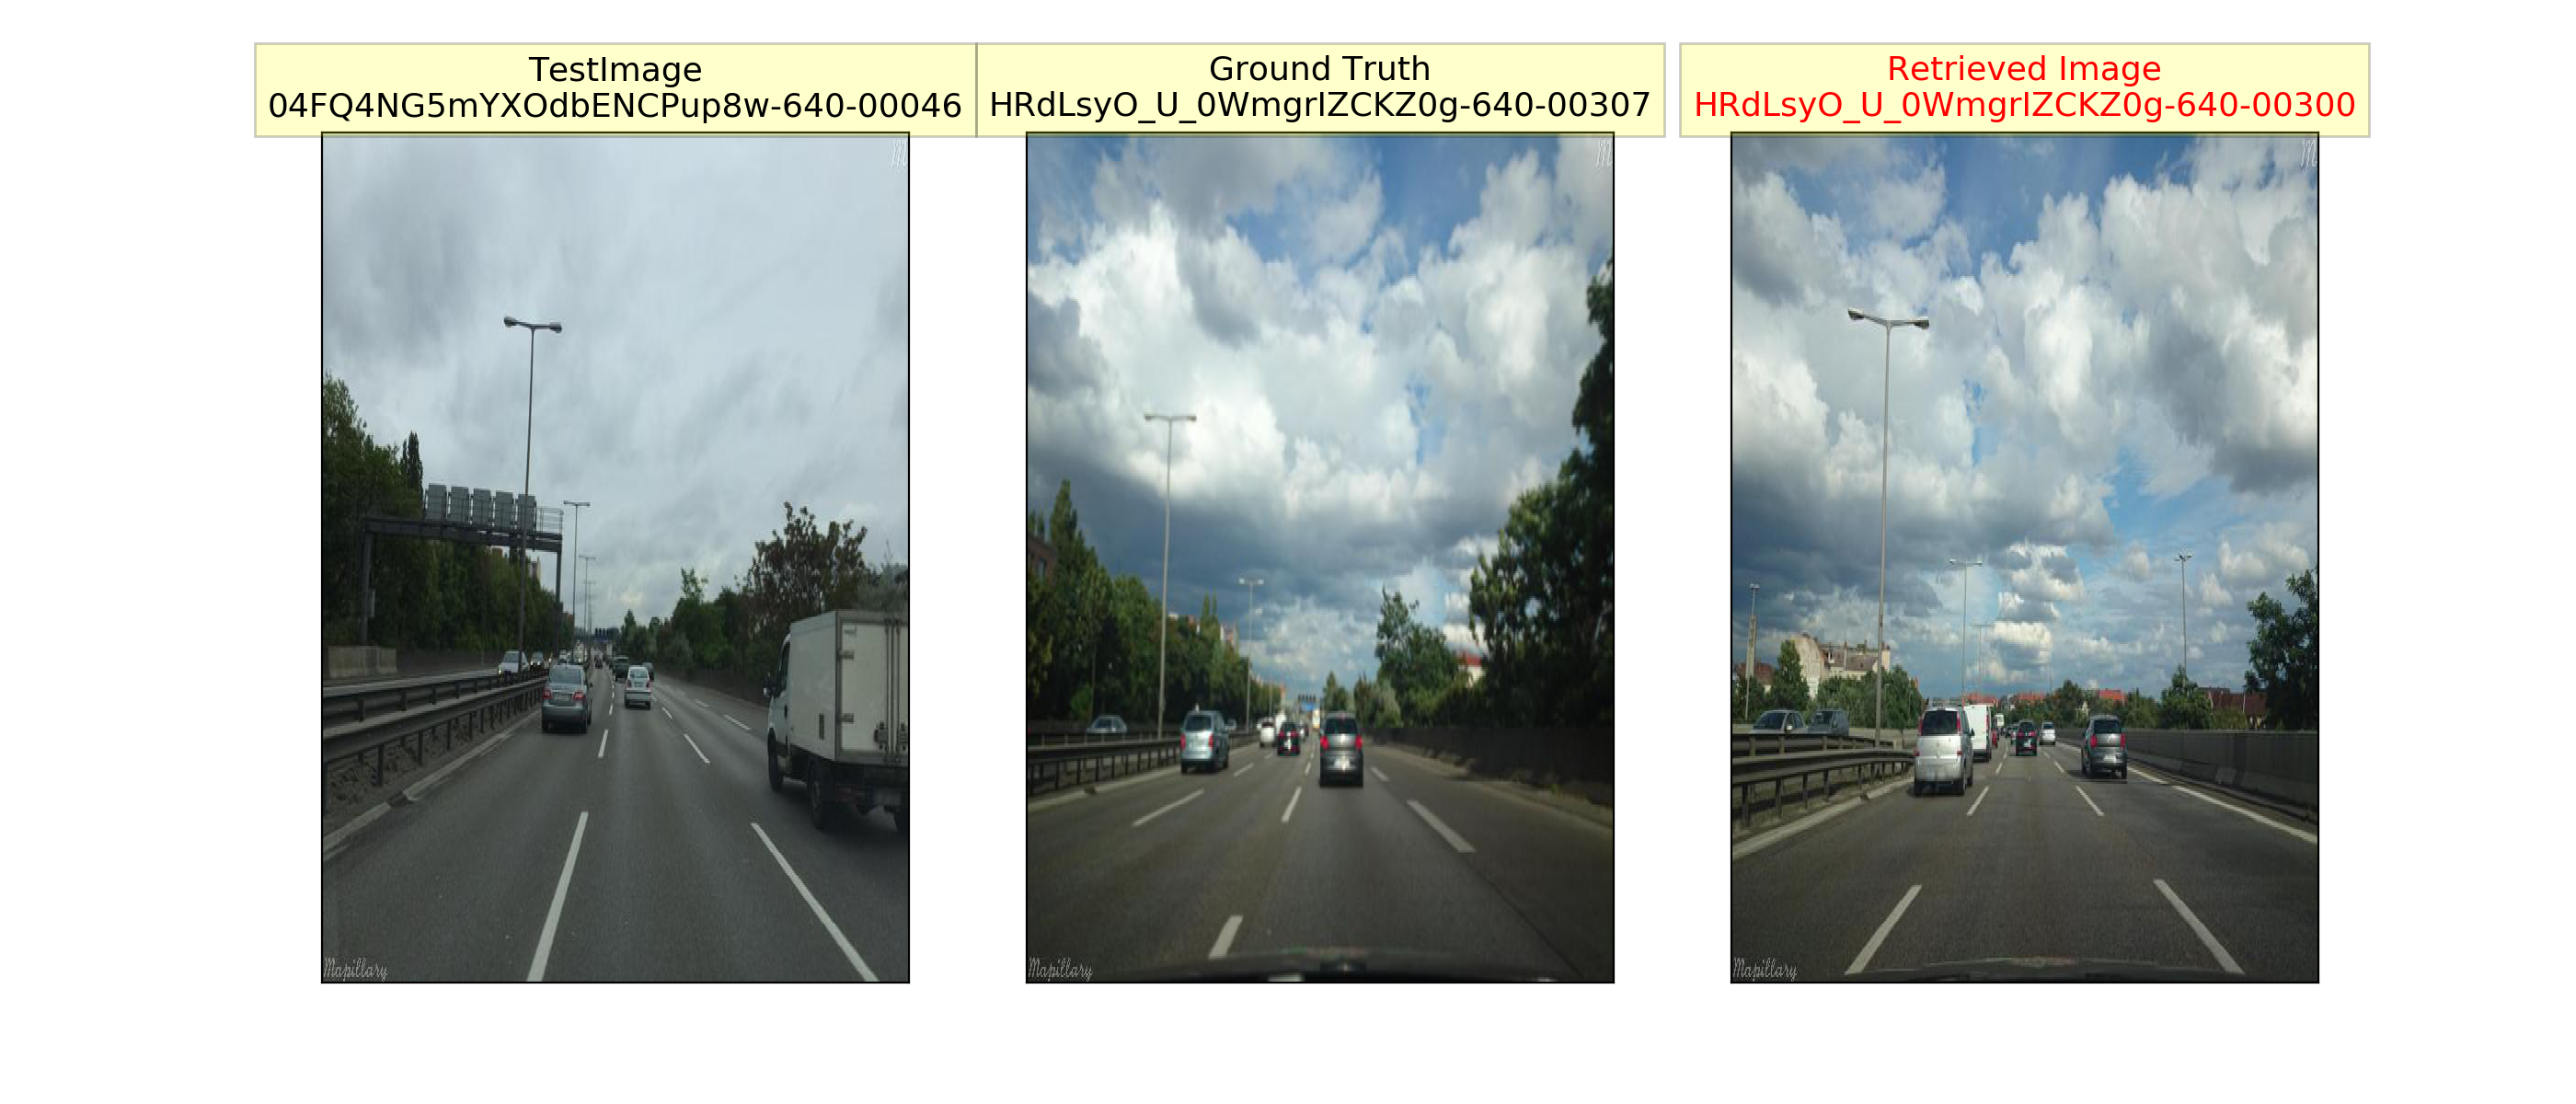 TestImage
04FQ4NG5mYXOdbENCPup8w-640-00046
Ground Truth
HRdLsyO_U_0WmgrIZCKZ0g-640-00307
Retrieved Image
HRdLsyO_U_0WmgrIZCKZ0g-640-00300
M
M
M
Mapillary
Mapillary
Mapillary